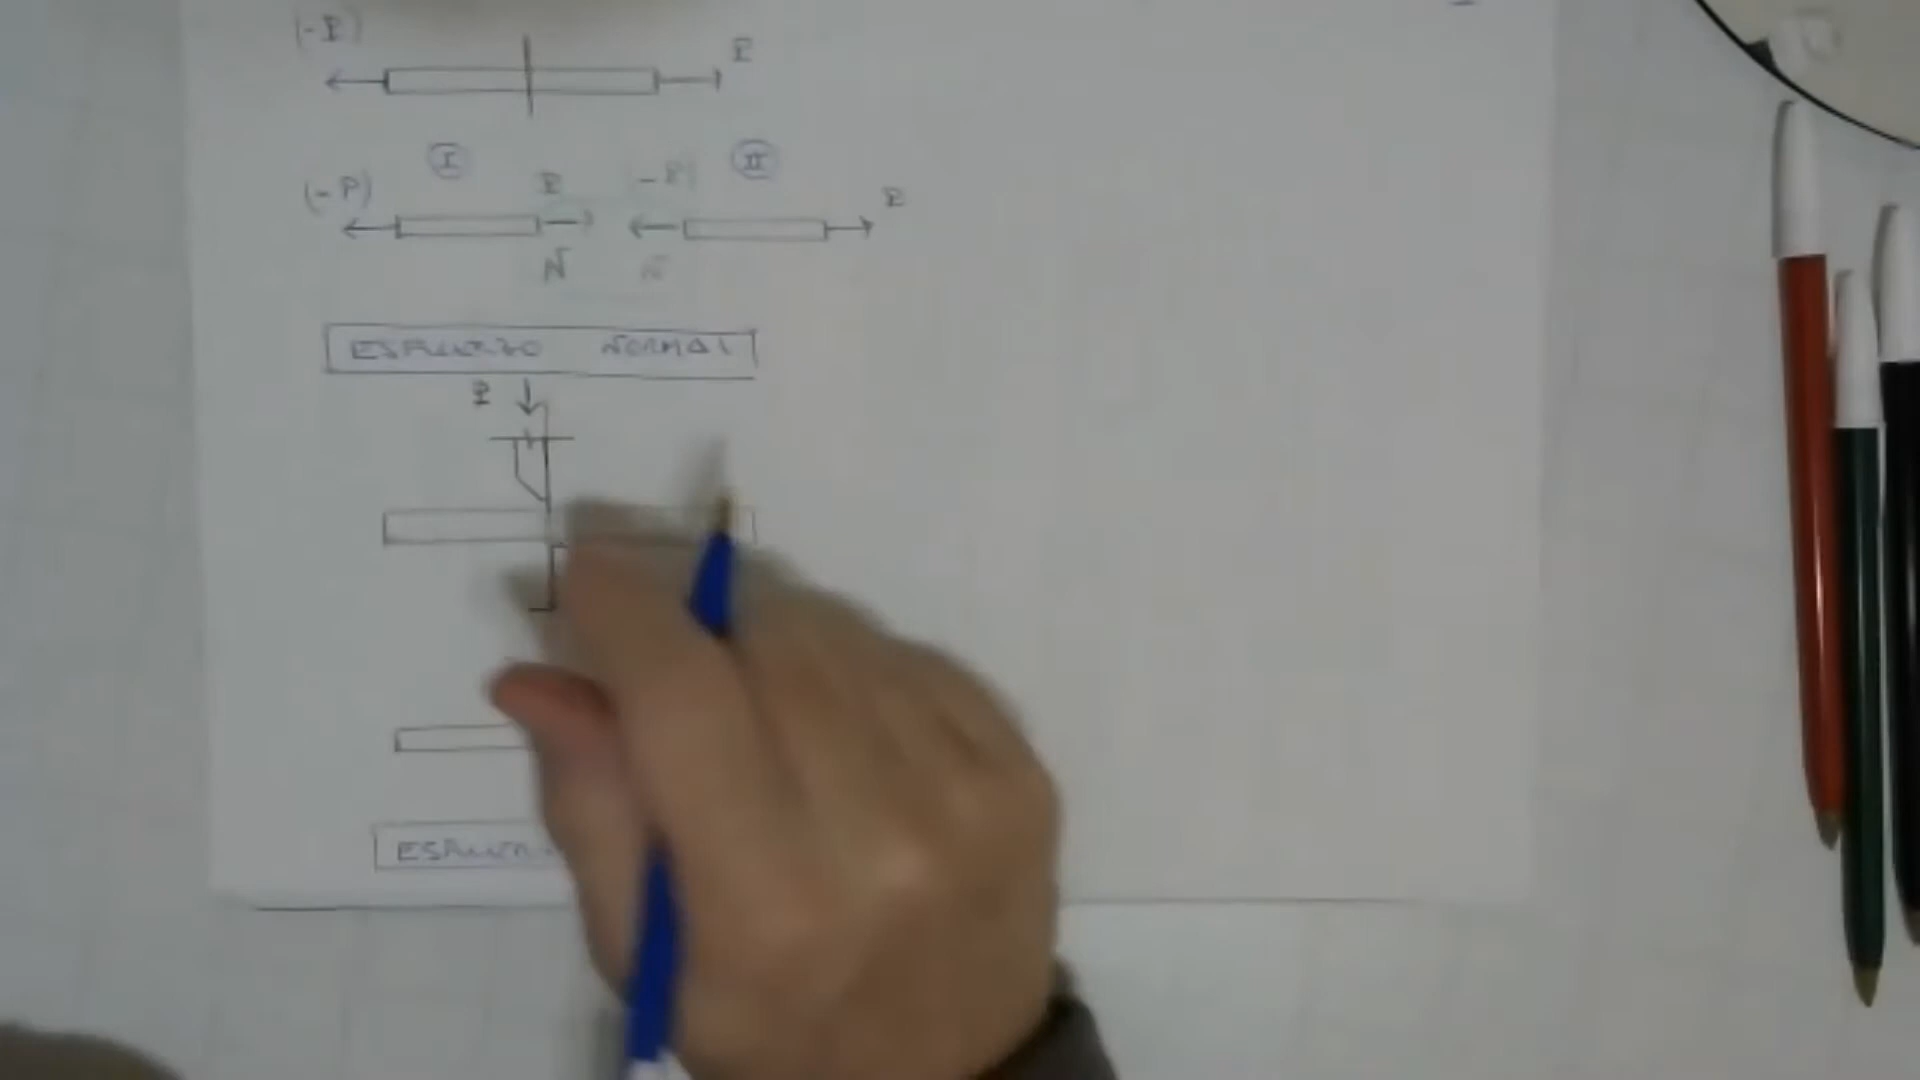 (-P) P
I II
(-P) P (-P) P
N N
ESFUERZO NORMAL
P